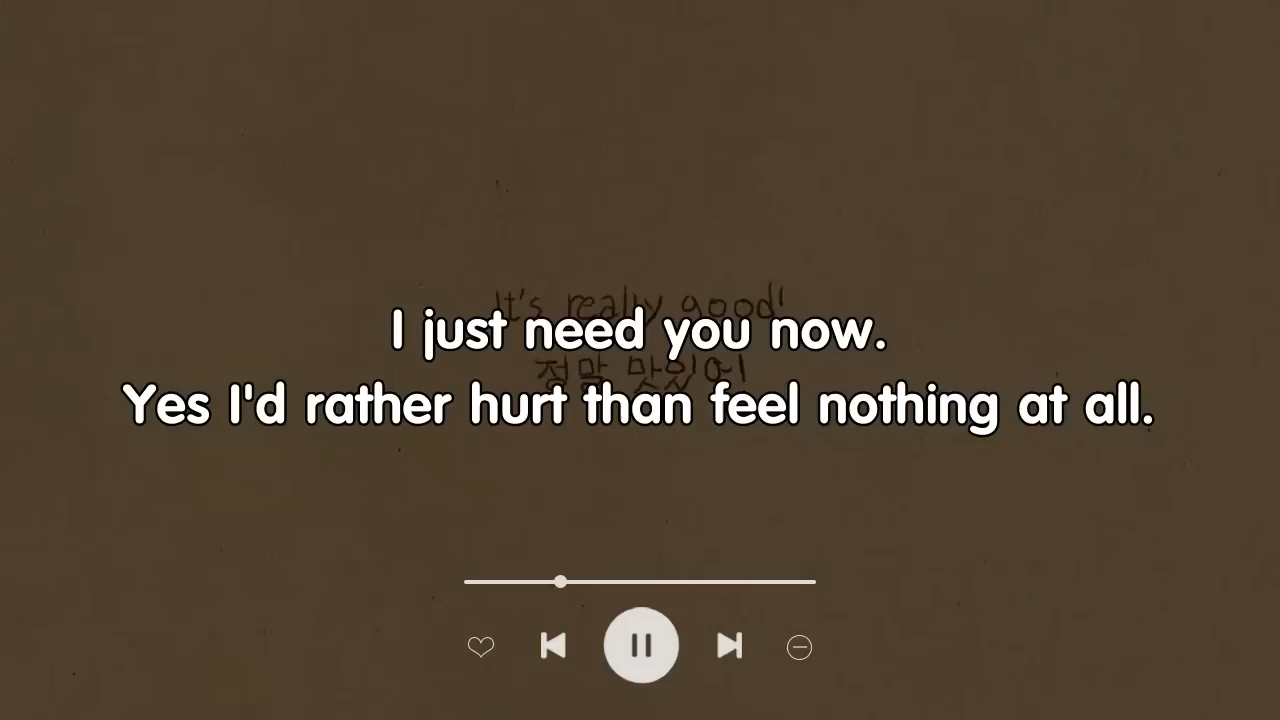 It's really good!
I just need you now.
정말 맛있어!
Yes I'd rather hurt than feel nothing at all.